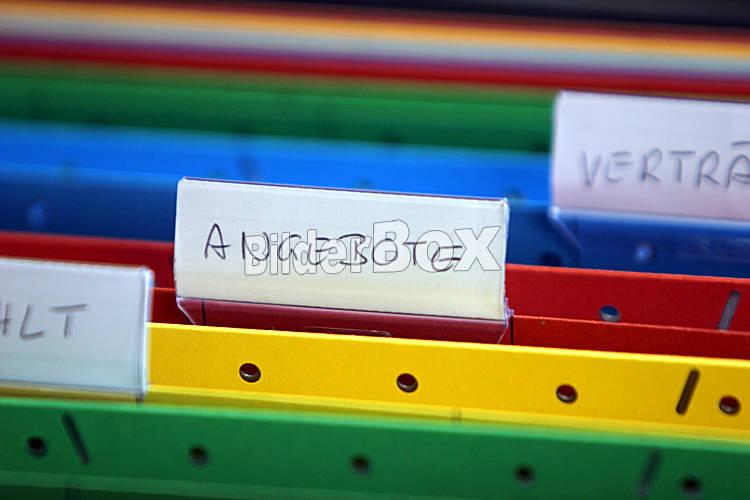 VERTRÄ
ANGEBOTE
BilderBox
HLT